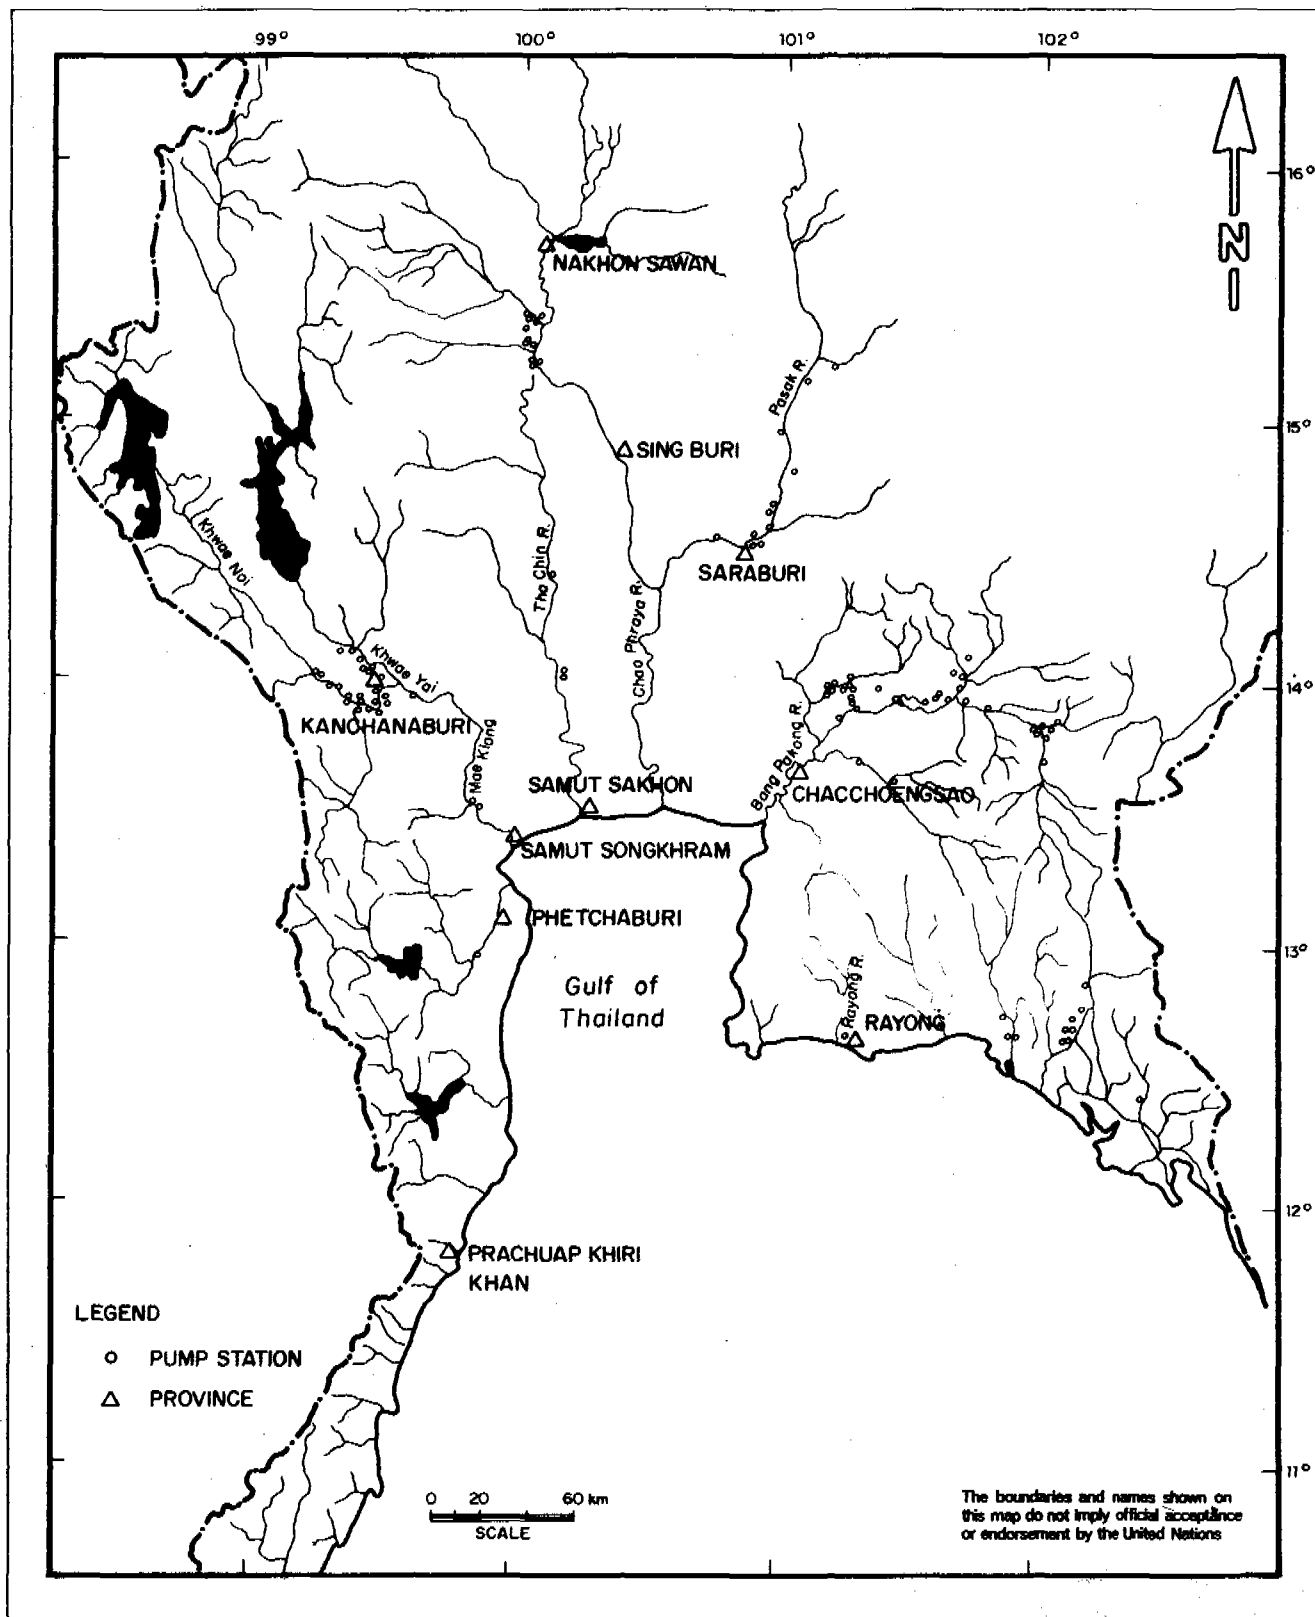 99°
100°
101°
102°
16°
N
NAKHON SAWAN
Pasak R.
15°
SING BURI
Khwae Noi
Tha Chin R.
SARABURI
Chao Phraya R.
Khwae Yai
14°
KANCHANABURI
Mae Klong
Bang Pakong R.
SAMUT SAKHON
CHACCHOENGSAO
SAMUT SONGKHRAM
PHETCHABURI
13°
Gulf of
Thailand
Rayong R.
RAYONG
12°
PRACHUAP KHIRI
KHAN
LEGEND
PUMP STATION
PROVINCE
11°
0 20 60 km
SCALE
The boundaries and names shown on
this map do not imply official acceptance
or endorsement by the United Nations